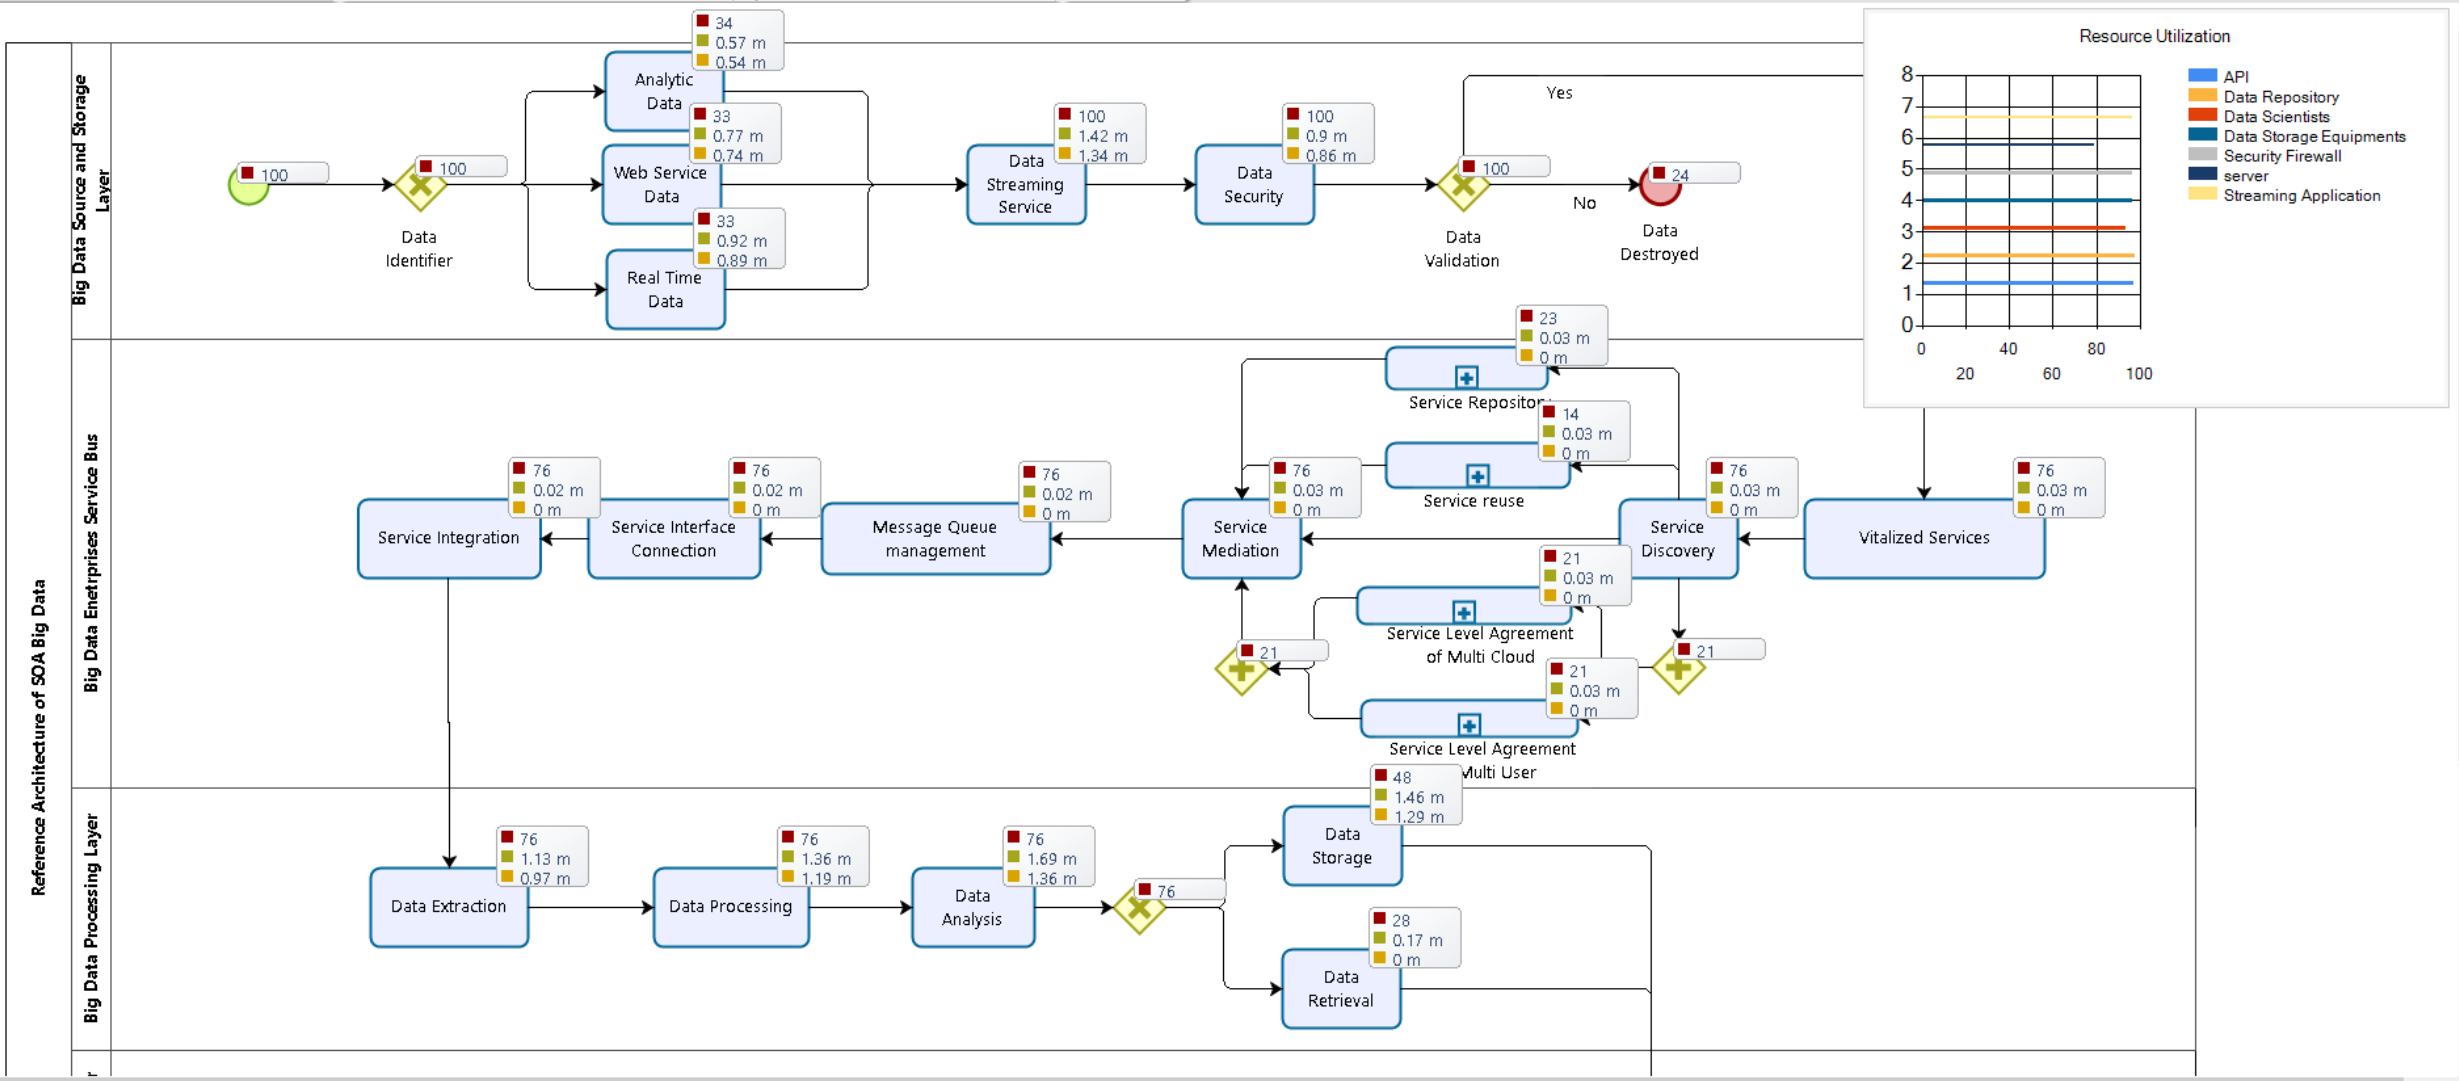 Reference Architecture of SOA Big Data
Big Data Source and Storage
Layer
100
100
Data
Identifier
34
0.57 m
0.54 m
Analytic
Data
33
0.77 m
0.74 m
Web Service
Data
33
0.92 m
0.89 m
Real Time
Data
100
1.42 m
1.34 m
Data
Streaming
Service
100
0.9 m
0.86 m
Data
Security
Yes
100
Data
Validation
No
24
Data
Destroyed
Resource Utilization
8
7
6
5
4
3
2
1
0
0
40
80
20
60
100
API
Data Repository
Data Scientists
Data Storage Equipments
Security Firewall
server
Streaming Application
Big Data Enetrprises Service Bus
23
0.03 m
0 m
Service Repository
14
0.03 m
0 m
Service reuse
76
0.02 m
0 m
Service Integration
76
0.02 m
0 m
Service Interface
Connection
76
0.02 m
0 m
Message Queue
management
76
0.03 m
0 m
Service
Mediation
76
0.03 m
0 m
Service
Discovery
76
0.03 m
0 m
Vitalized Services
21
0.03 m
0 m
Service Level Agreement
of Multi Cloud
21
21
21
0.03 m
0 m
Service Level Agreement
Multi User
Big Data Processing Layer
76
1.13 m
0.97 m
Data Extraction
76
1.36 m
1.19 m
Data Processing
76
1.69 m
1.36 m
Data
Analysis
76
48
1.46 m
1.29 m
Data
Storage
28
0.17 m
0 m
Data
Retrieval